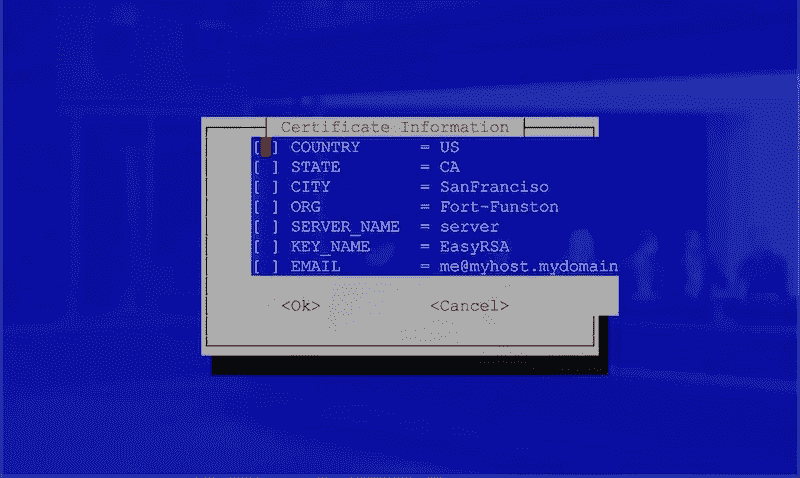 Certificate Information
[ ] COUNTRY = US
[ ] STATE = CA
[ ] CITY = SanFranciso
[ ] ORG = Fort-Funston
[ ] SERVER_NAME = server
[ ] KEY_NAME = EasyRSA
[ ] EMAIL = me@myhost.mydomain
<Ok> <Cancel>